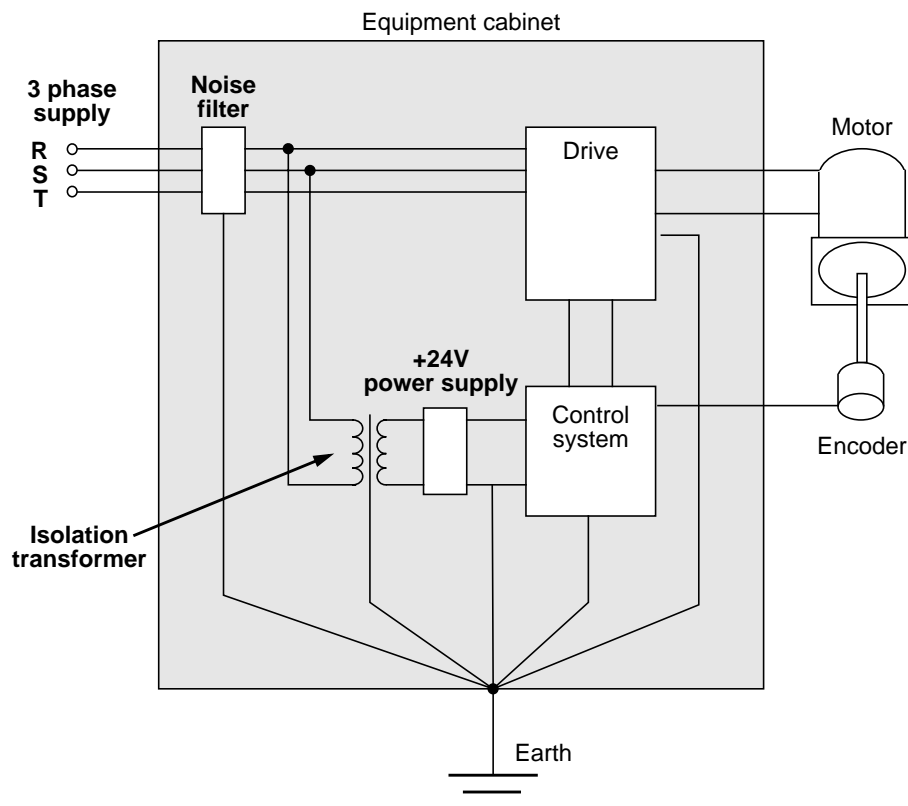 Equipment cabinet
3 phase
supply
Noise
filter
R
S
T
Drive
Motor
+24V
power supply
Control
system
Encoder
Isolation
transformer
Earth